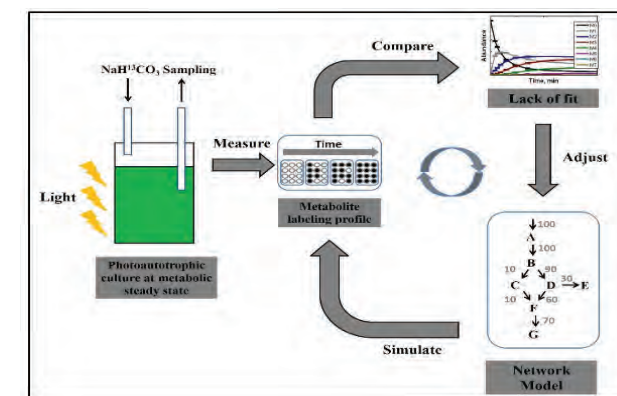 NaH¹³CO₃ Sampling
Light
Photoautotrophic
culture at metabolic
steady state
Measure
Time
Metabolite
labeling profile
Compare
Abundance
Time, min
Lack of fit
Adjust
100
A
100
B
10 90
C D 30 E
10 60
F
70
G
Network
Model
Simulate